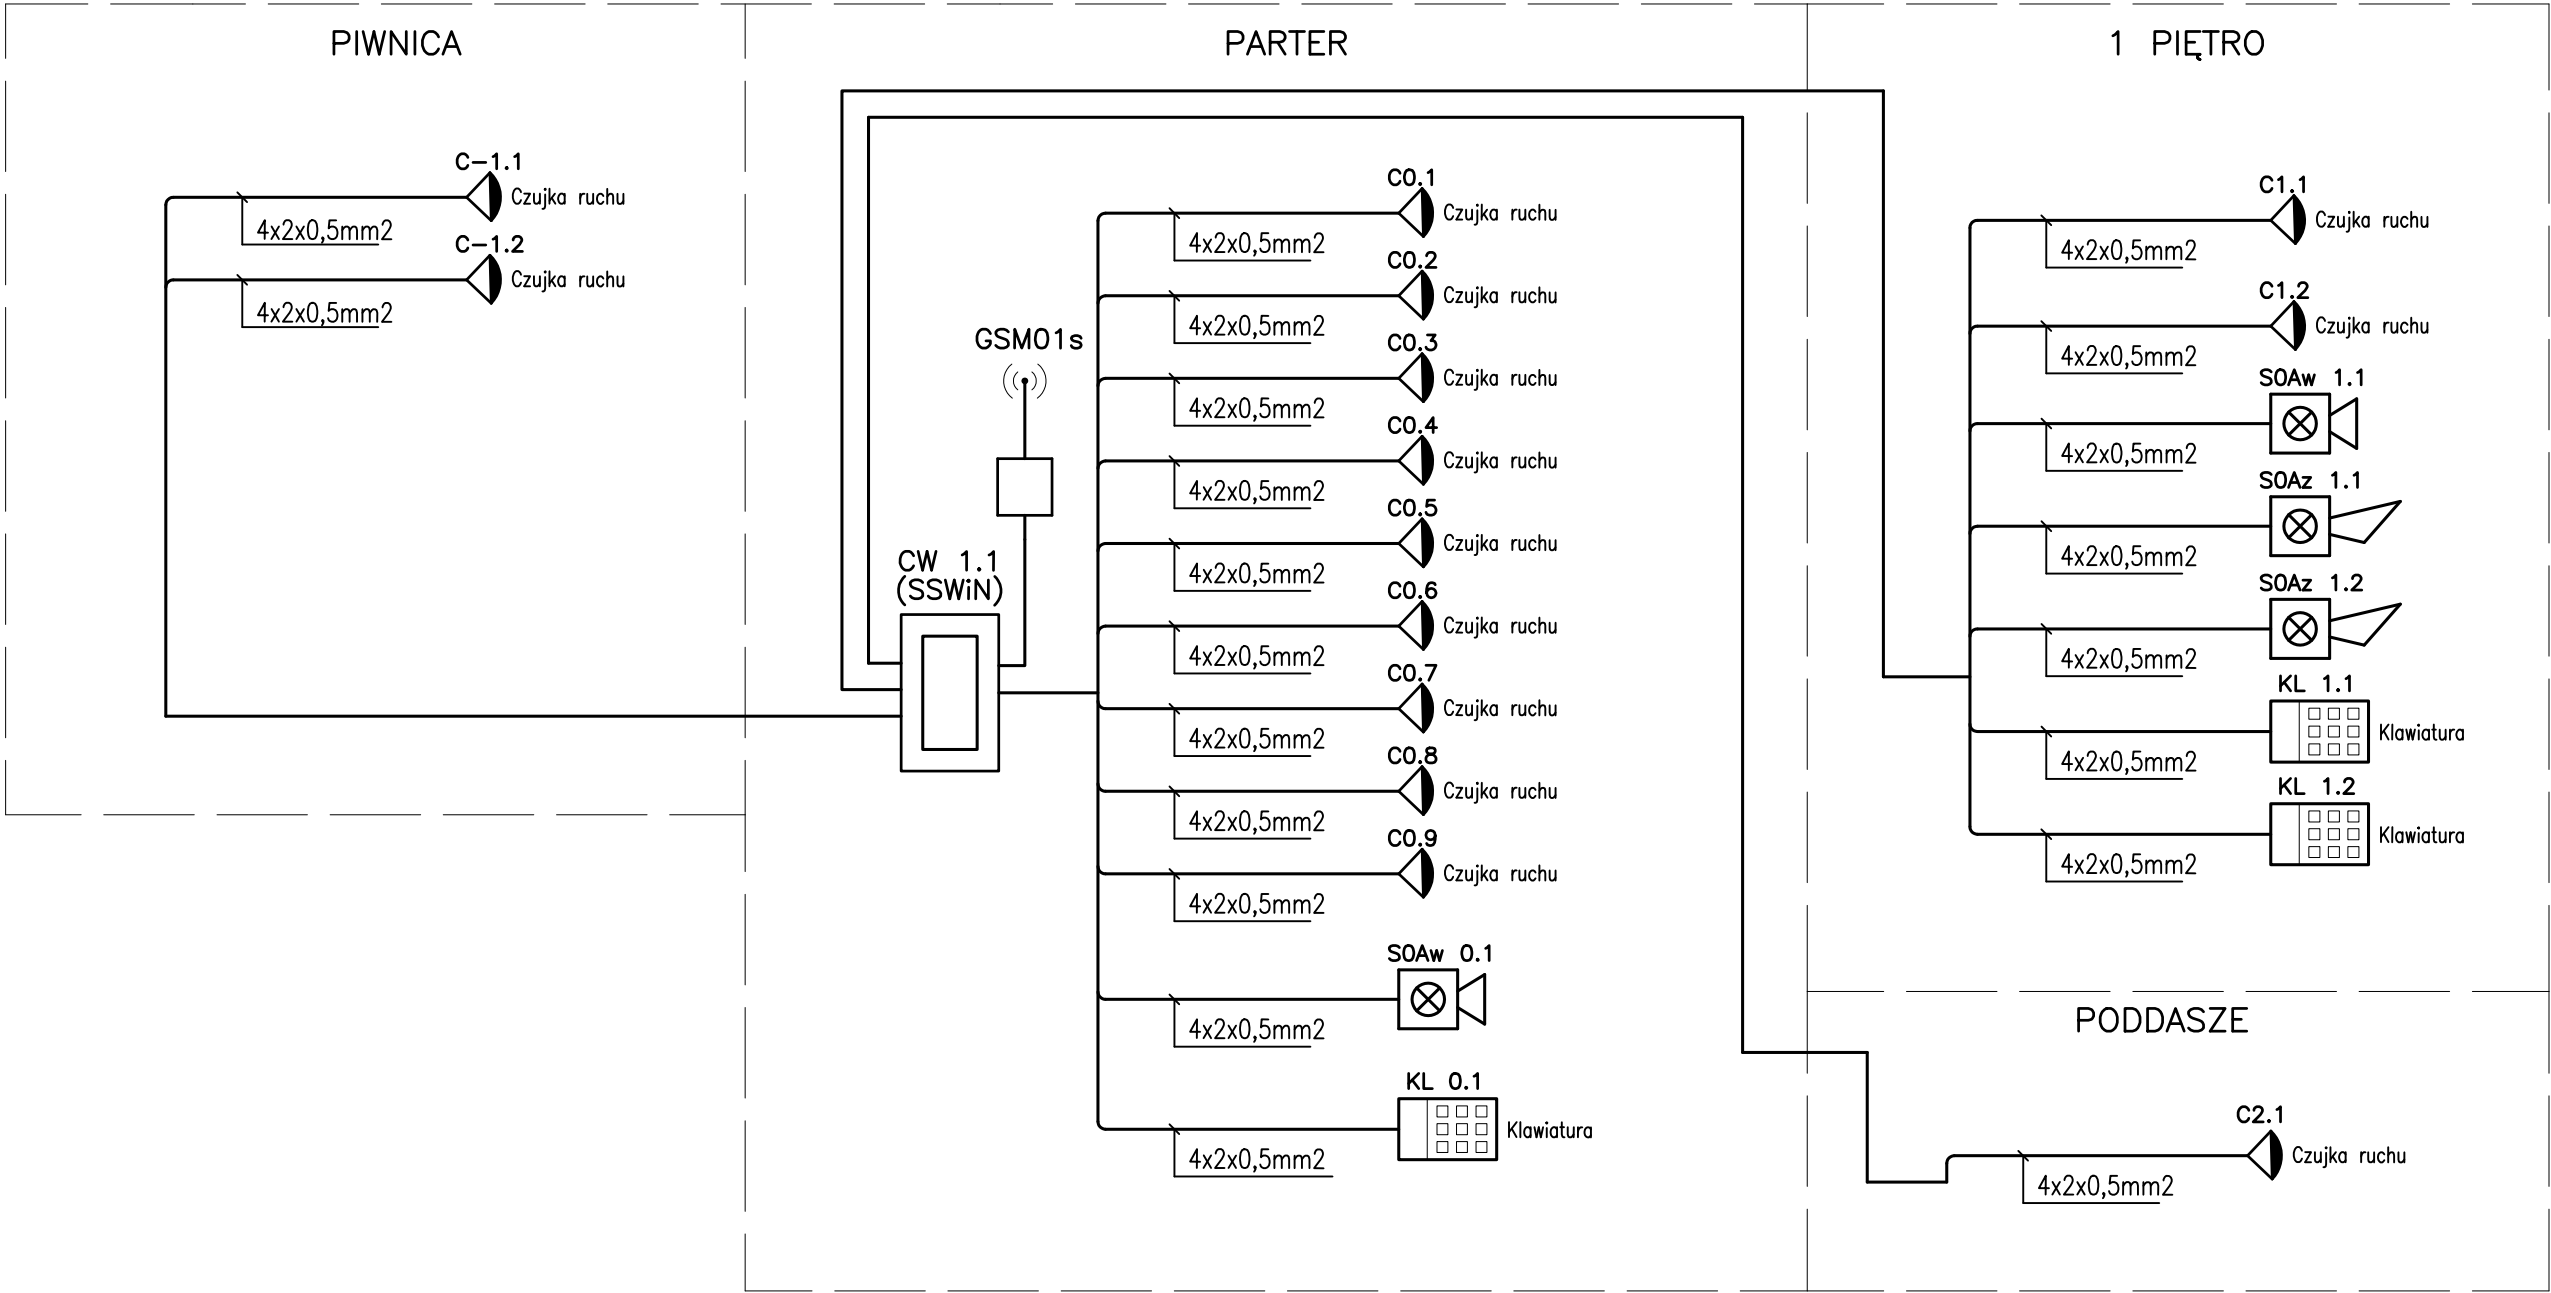 PIWNICA
C-1.1
Czujka ruchu
4x2x0,5mm2
C-1.2
Czujka ruchu
4x2x0,5mm2
PARTER
GSM01s
CW 1.1
(SSWiN)
C0.1
Czujka ruchu
4x2x0,5mm2
C0.2
Czujka ruchu
4x2x0,5mm2
C0.3
Czujka ruchu
4x2x0,5mm2
C0.4
Czujka ruchu
4x2x0,5mm2
C0.5
Czujka ruchu
4x2x0,5mm2
C0.6
Czujka ruchu
4x2x0,5mm2
C0.7
Czujka ruchu
4x2x0,5mm2
C0.8
Czujka ruchu
4x2x0,5mm2
C0.9
Czujka ruchu
4x2x0,5mm2
SOAw 0.1
4x2x0,5mm2
KL 0.1
Klawiatura
4x2x0,5mm2
1 PIĘTRO
C1.1
Czujka ruchu
4x2x0,5mm2
C1.2
Czujka ruchu
4x2x0,5mm2
SOAw 1.1
4x2x0,5mm2
SOAz 1.1
4x2x0,5mm2
SOAz 1.2
4x2x0,5mm2
KL 1.1
Klawiatura
4x2x0,5mm2
KL 1.2
Klawiatura
4x2x0,5mm2
PODDASZE
C2.1
Czujka ruchu
4x2x0,5mm2